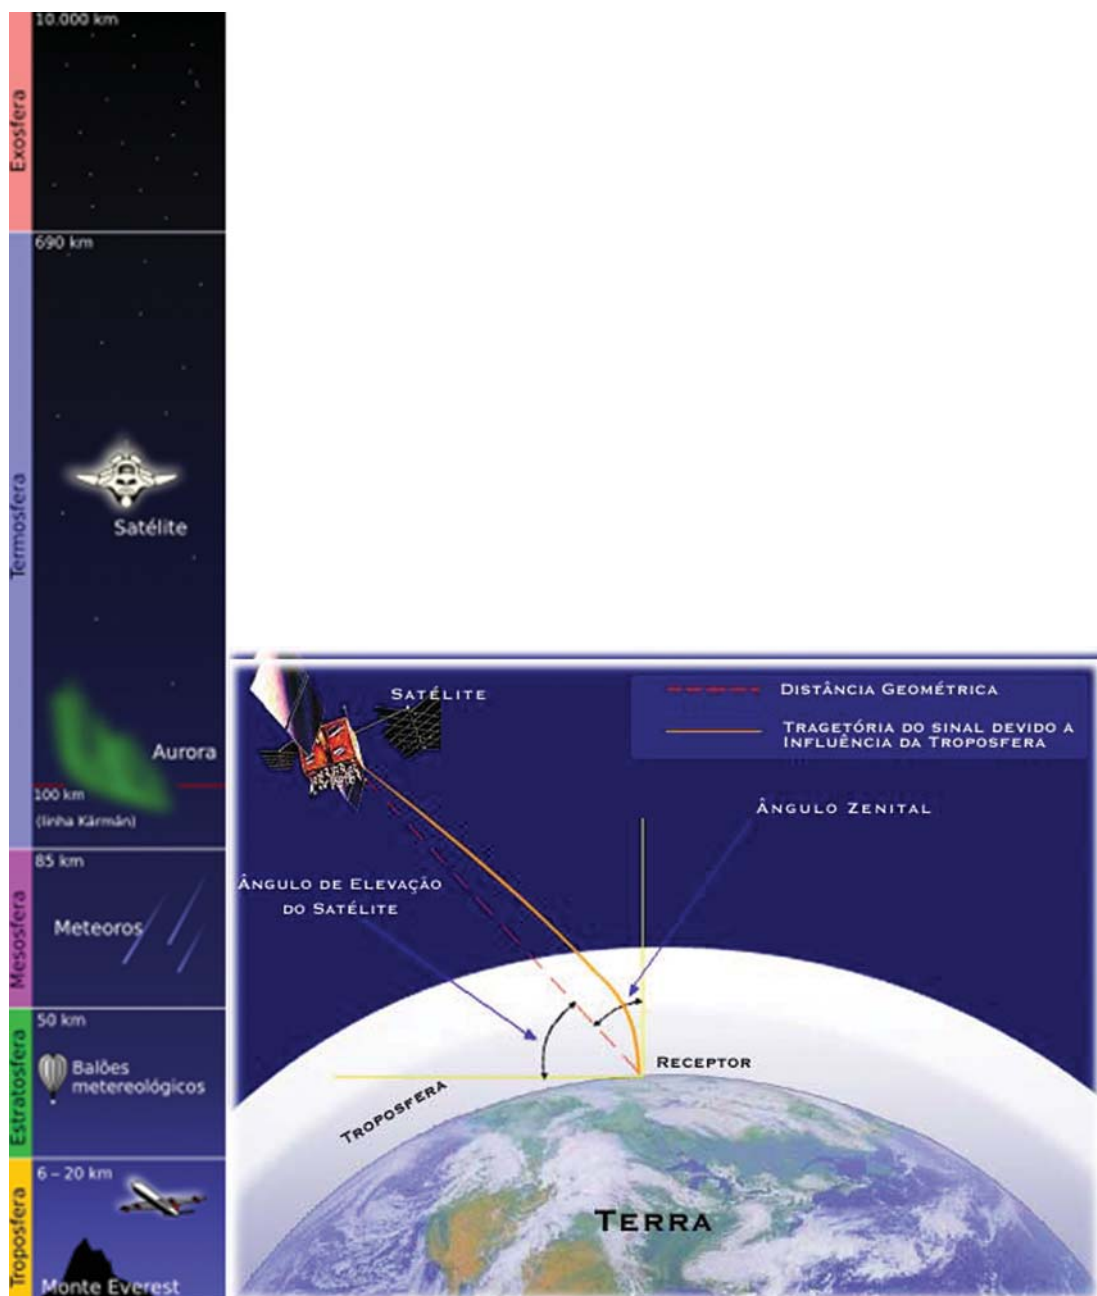 10.000 km
Exosfera
690 km
Termosfera
Satélite
Aurora
100 km
(linha Kármán)
85 km
Mesosfera
Meteoros
50 km
Estratosfera
Balões
metereológicos
6 – 20 km
Troposfera
Monte Everest
SATÉLITE
DISTÂNCIA GEOMÉTRICA
TRAGETÓRIA DO SINAL DEVIDO A
INFLUÊNCIA DA TROPOSFERA
ÂNGULO ZENITAL
ÂNGULO DE ELEVAÇÃO
DO SATÉLITE
RECEPTOR
TROPOSFERA
TERRA